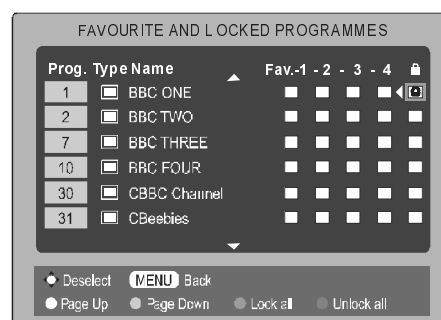 FAVOURITE AND LOCKED PROGRAMMES
Prog. Type Name Fav.-1 - 2 - 3 - 4
1 BBC ONE
2 BBC TWO
7 BBC THREE
10 BBC FOUR
30 CBBC Channel
31 CBeebies
Deselect MENU Back
Page Up Page Down Lock all Unlock all